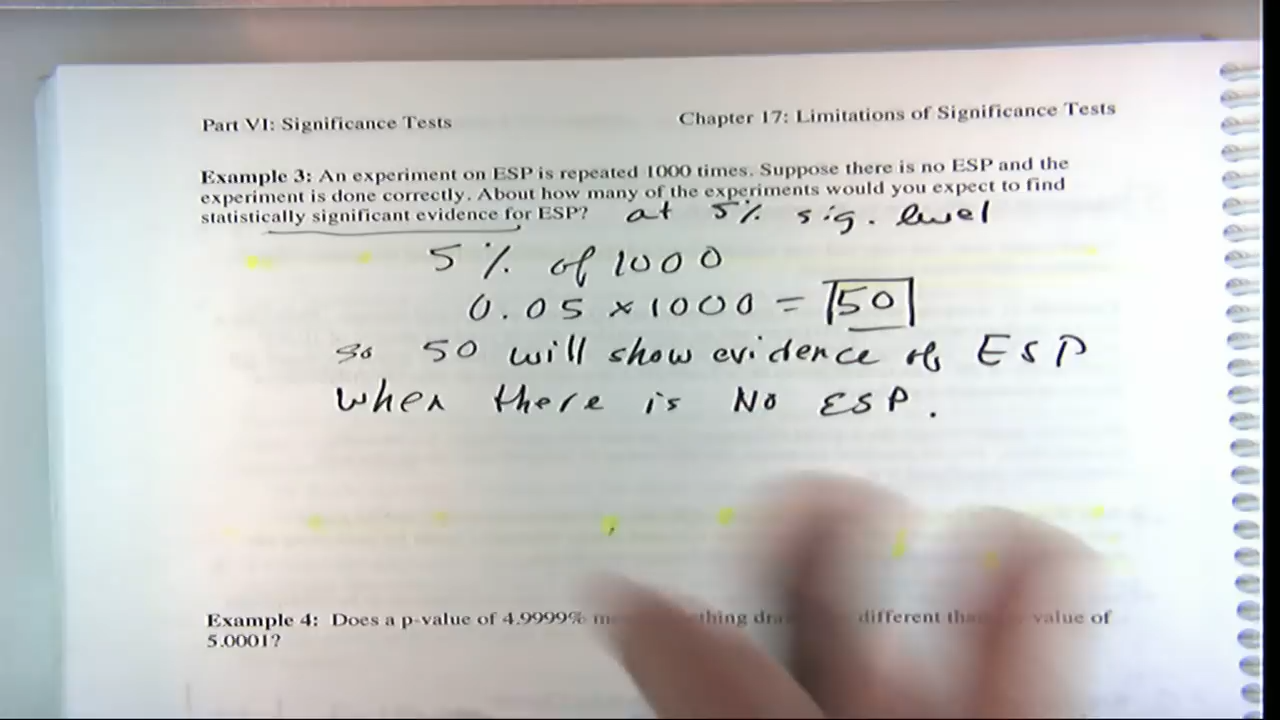 Part VI: Significance Tests
Chapter 17: Limitations of Significance Tests
Example 3: An experiment on ESP is repeated 1000 times. Suppose there is no ESP and the
experiment is done correctly. About how many of the experiments would you expect to find
statistically significant evidence for ESP? at 5% sig. level
5% of 1000
0.05 × 1000 = 50
so 50 will show evidence of ESP
when there is No ESP.
Example 4: Does a p-value of 4.9999% thing different value of
5.0001?